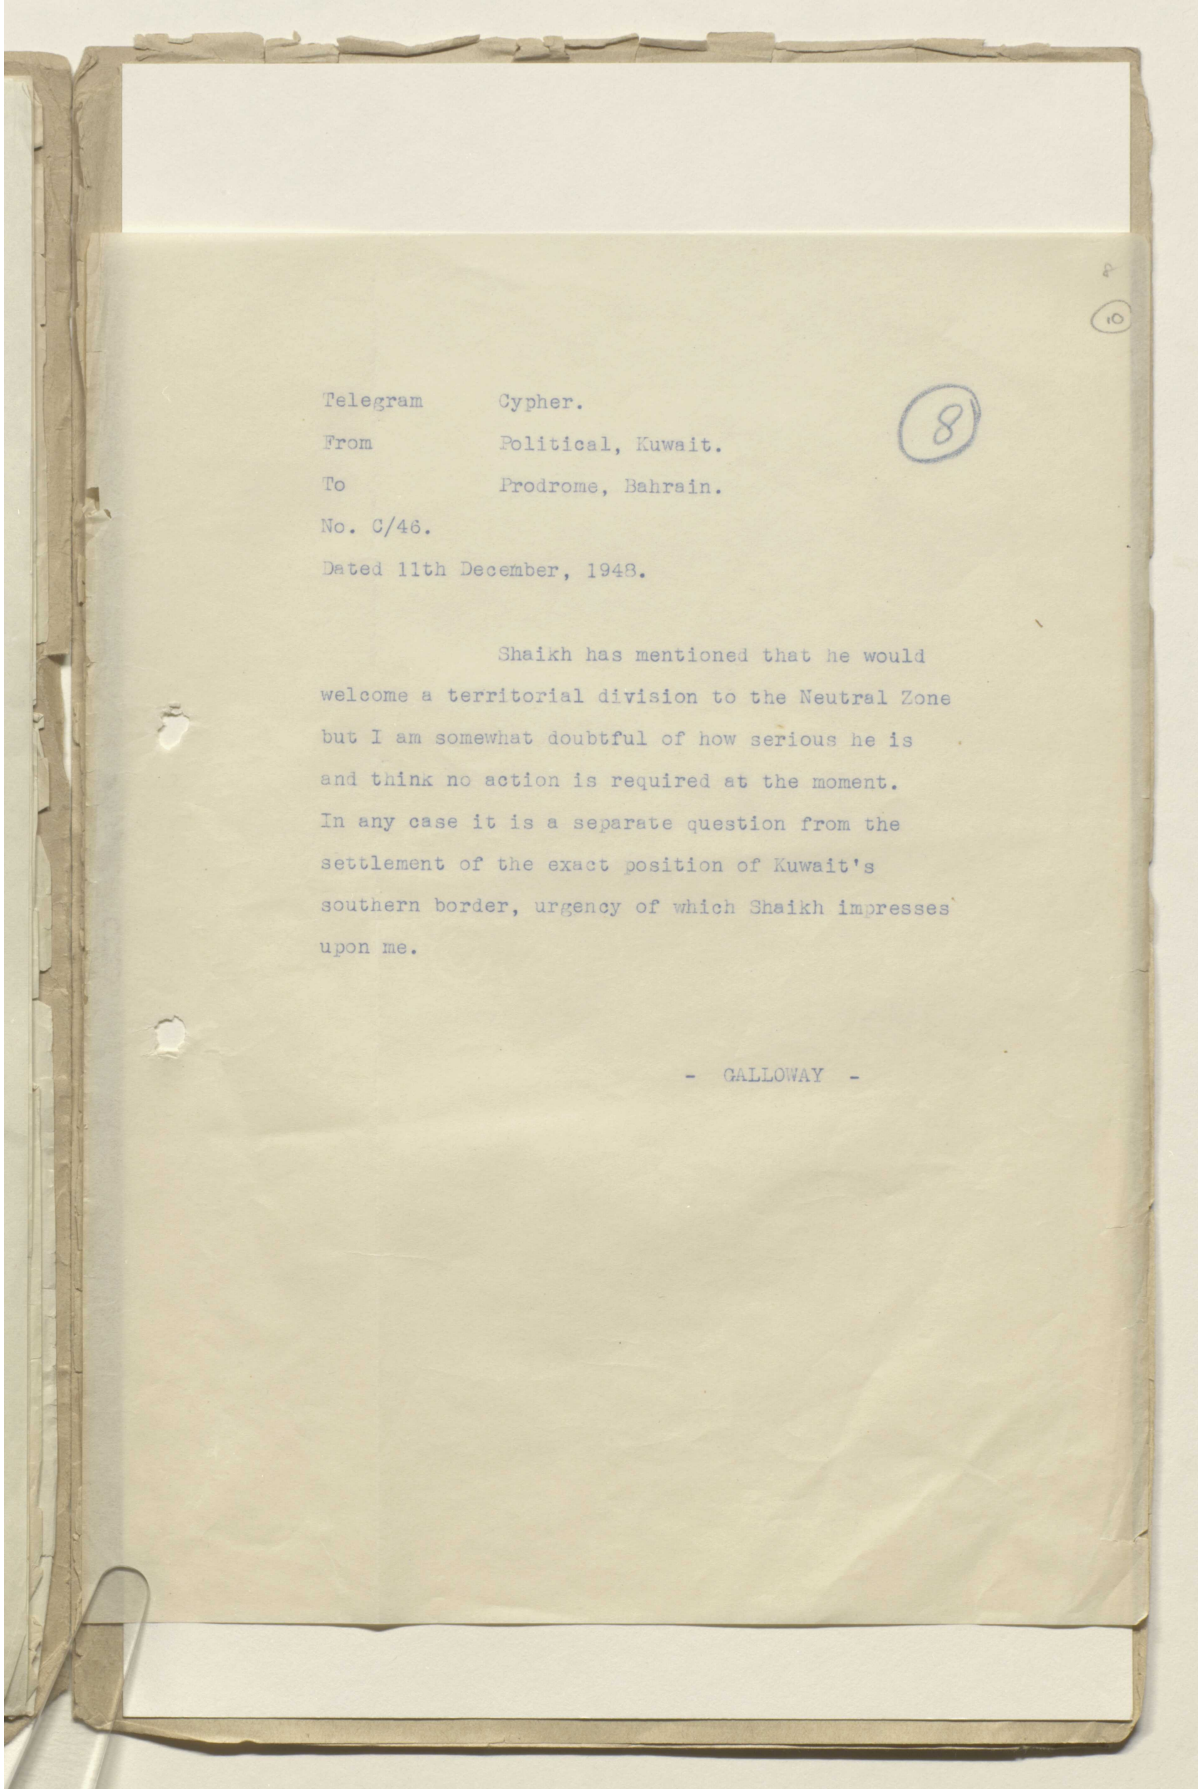 8
10
8
Telegram Cypher.
From Political, Kuwait.
To Prodrome, Bahrain.
No. C/46.
Dated 11th December, 1948.
Shaikh has mentioned that he would
welcome a territorial division to the Neutral Zone
but I am somewhat doubtful of how serious he is
and think no action is required at the moment.
In any case it is a separate question from the
settlement of the exact position of Kuwait's
southern border, urgency of which Shaikh impresses
upon me.
- GALLOWAY -